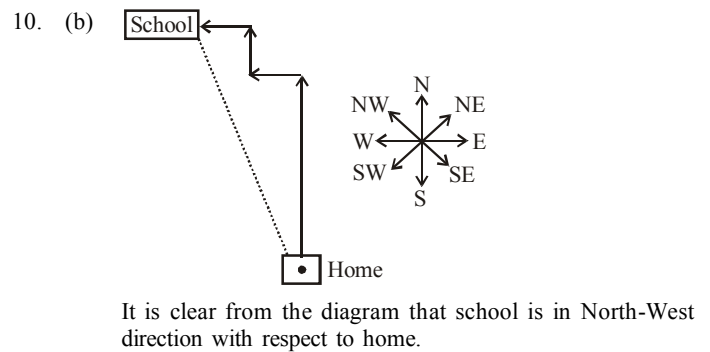 10. (b) School
N
NW NE
W E
SW SE
S
Home
It is clear from the diagram that school is in North-West
direction with respect to home.